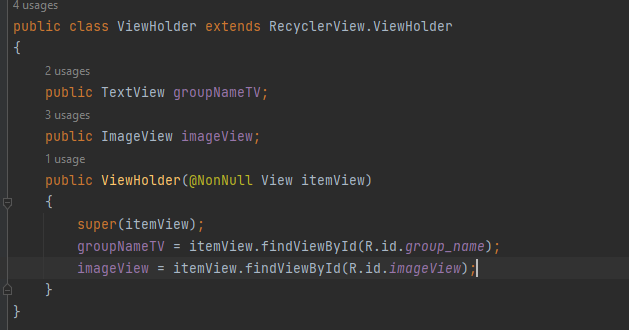 4 usages
public class ViewHolder extends RecyclerView.ViewHolder
{
2 usages
public TextView groupNameTV;
3 usages
public ImageView imageView;
1 usage
public ViewHolder(@NonNull View itemView)
{
super(itemView);
groupNameTV = itemView.findViewById(R.id.group_name);
imageView = itemView.findViewById(R.id.imageView);
}
}